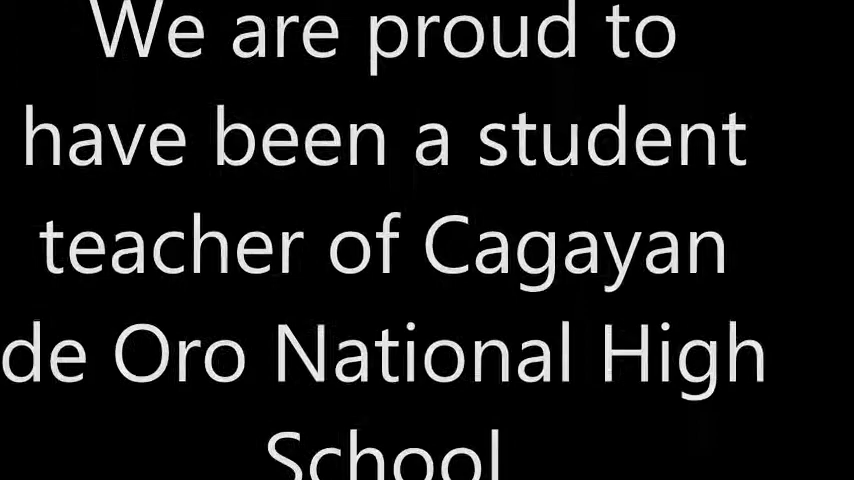 We are proud to
have been a student
teacher of Cagayan
de Oro National High
School